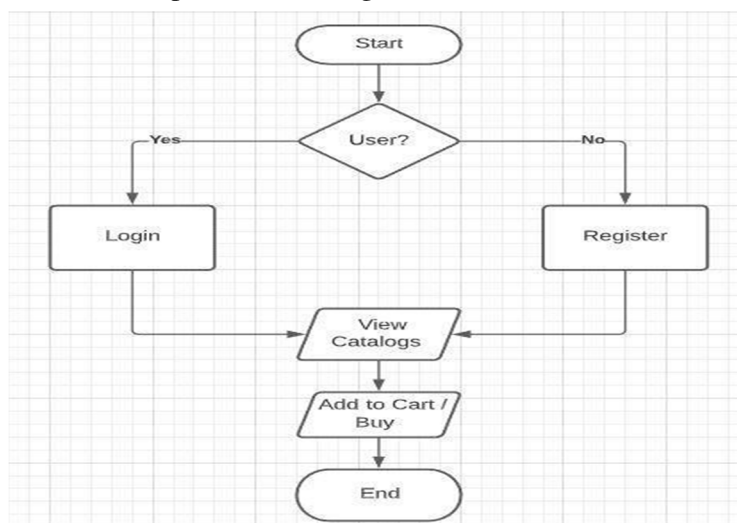 Start
User?
Yes
No
Login
Register
View
Catalogs
Add to Cart /
Buy
End